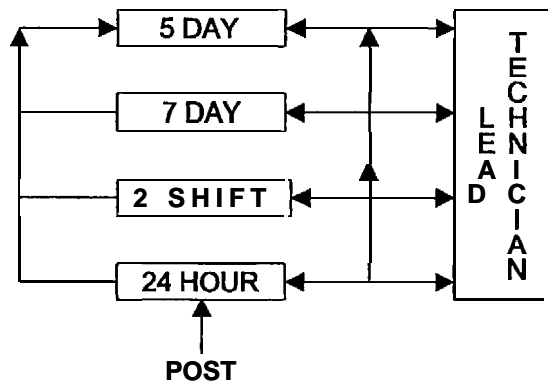 5 DAY
7 DAY
2 SHIFT
24 HOUR
POST
LEAD
TECHNICIAN